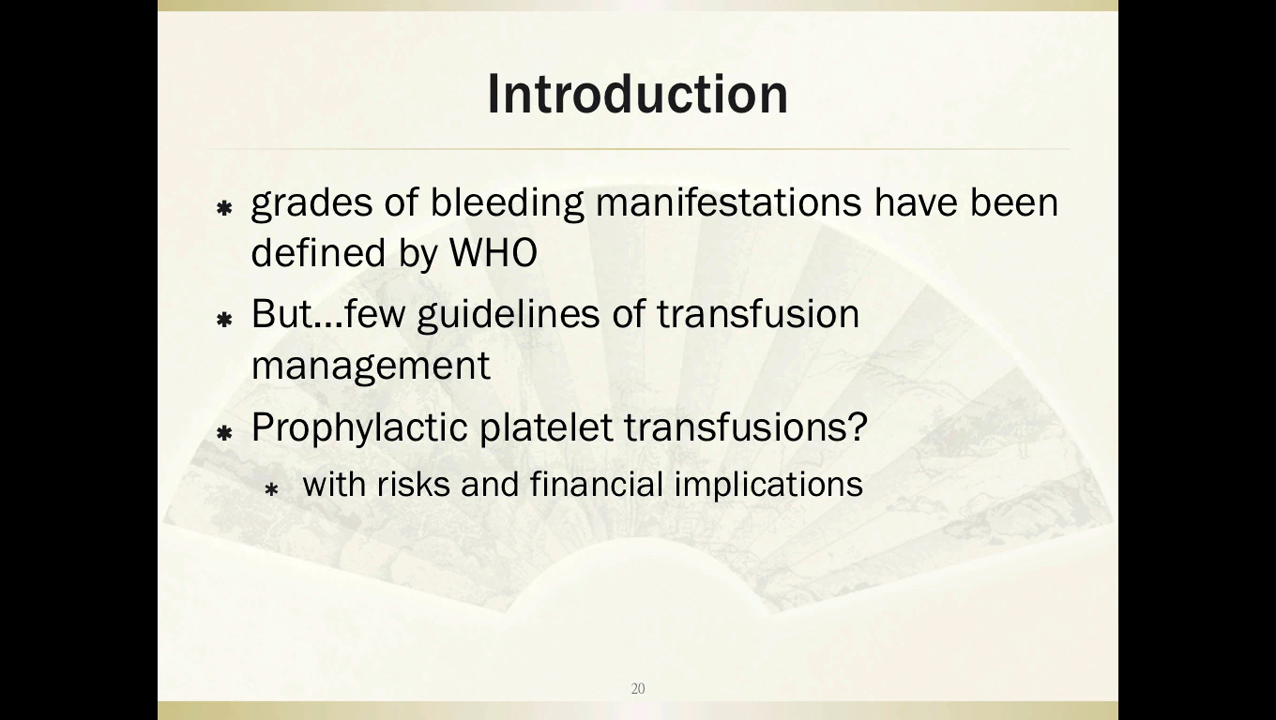 Introduction
grades of bleeding manifestations have been
defined by WHO
But...few guidelines of transfusion
management
Prophylactic platelet transfusions?
with risks and financial implications
20